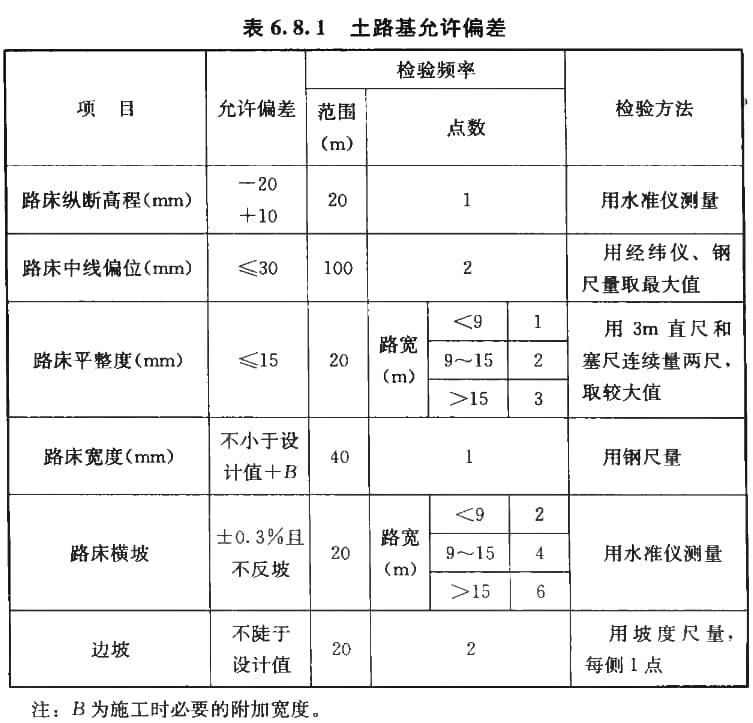 表 6.8.1 土路基允许偏差
项 目
允许偏差
检验频率
范围
(m)
点数
检验方法
路床纵断高程(mm)
－20
＋10
20
1
用水准仪测量
路床中线偏位(mm)
≤30
100
2
用经纬仪、钢
尺量取最大值
路床平整度(mm)
≤15
20
路宽
(m)
＜9
1
9～15
2
＞15
3
用 3m 直尺和
塞尺连续量两尺，
取较大值
路床宽度(mm)
不小于设
计值＋B
40
1
用钢尺量
路床横坡
±0.3％且
不反坡
20
路宽
(m)
＜9
2
9～15
4
＞15
6
用水准仪测量
边坡
不陡于
设计值
20
2
用坡度尺量，
每侧 1 点
注：B 为施工时必要的附加宽度。